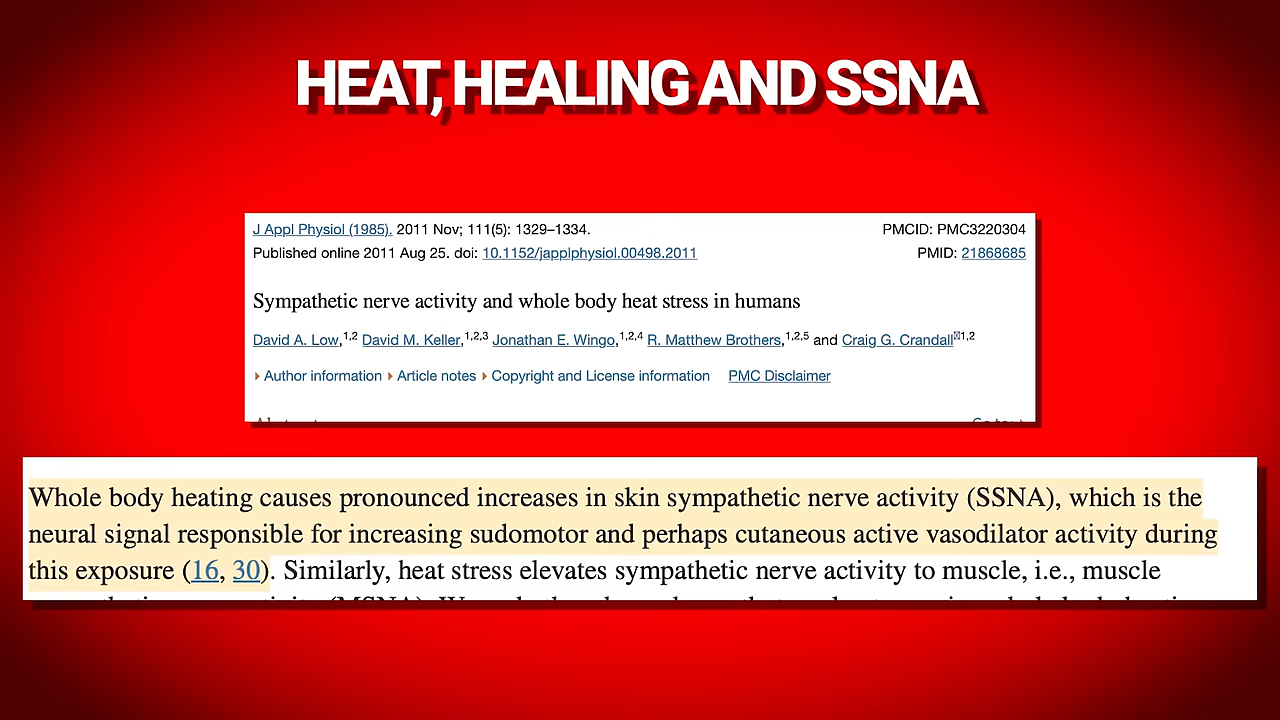 HEAT, HEALING AND SSNA
J Appl Physiol (1985). 2011 Nov; 111(5): 1329–1334.
PMCID: PMC3220304
Published online 2011 Aug 25. doi: 10.1152/japplphysiol.00498.2011
PMID: 21868685
Sympathetic nerve activity and whole body heat stress in humans
David A. Low,1,2 David M. Keller,1,2,3 Jonathan E. Wingo,1,2,4 R. Matthew Brothers,1,2,5 and Craig G. Crandall1,2
Author information Article notes Copyright and License information PMC Disclaimer
Whole body heating causes pronounced increases in skin sympathetic nerve activity (SSNA), which is the
neural signal responsible for increasing sudomotor and perhaps cutaneous active vasodilator activity during
this exposure (16, 30). Similarly, heat stress elevates sympathetic nerve activity to muscle, i.e., muscle